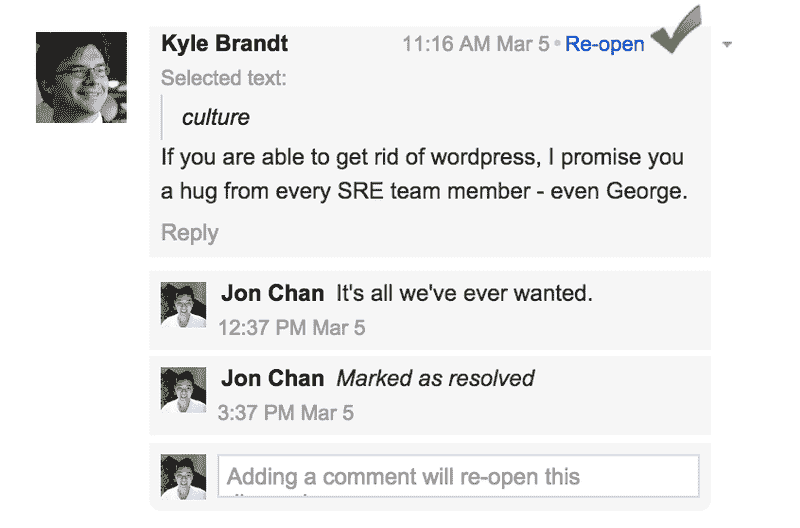 Kyle Brandt 11:16 AM Mar 5 • Re-open
Selected text:
culture
If you are able to get rid of wordpress, I promise you
a hug from every SRE team member - even George.
Reply
Jon Chan It's all we've ever wanted.
12:37 PM Mar 5
Jon Chan Marked as resolved
3:37 PM Mar 5
Adding a comment will re-open this